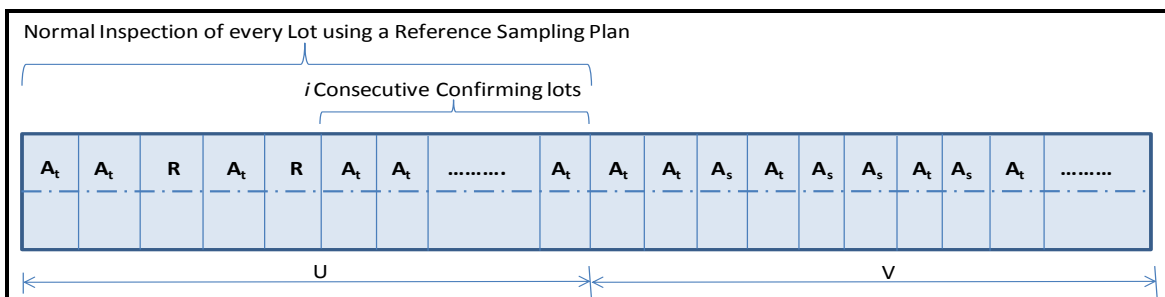 Normal Inspection of every Lot using a Reference Sampling Plan
i Consecutive Confirming lots
At At R At R At At ………. At At At As At As As At As At ………
U V